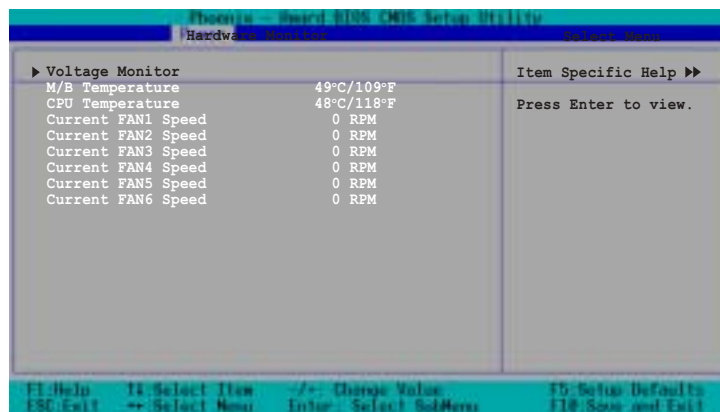 Phoenix - Award BIOS CMOS Setup Utility
Hardware Monitor
Select Menu
▶ Voltage Monitor
M/B Temperature 49°C/109°F
CPU Temperature 48°C/118°F
Current FAN1 Speed 0 RPM
Current FAN2 Speed 0 RPM
Current FAN3 Speed 0 RPM
Current FAN4 Speed 0 RPM
Current FAN5 Speed 0 RPM
Current FAN6 Speed 0 RPM
Item Specific Help ▶▶
Press Enter to view.
F1:Help ↑↓ Select Item -/+ Change Value F5:Setup Defaults
ESC:Exit ↔ Select Menu Enter: Select SubMenu F10 Save and Exit